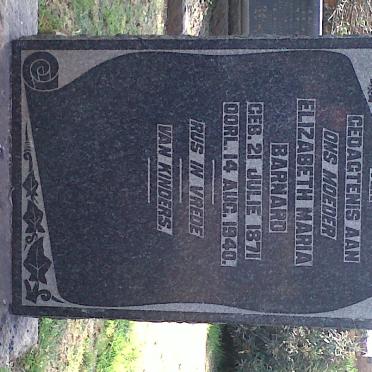 GEDAGTENIS AAN
ONS MOEDER
ELIZABETH MARIA
BARNARD
GEB. 21 JULIE 1871
OORL. 14 AUG. 1940.
RUS IN VREDE
VAN KINDERS.